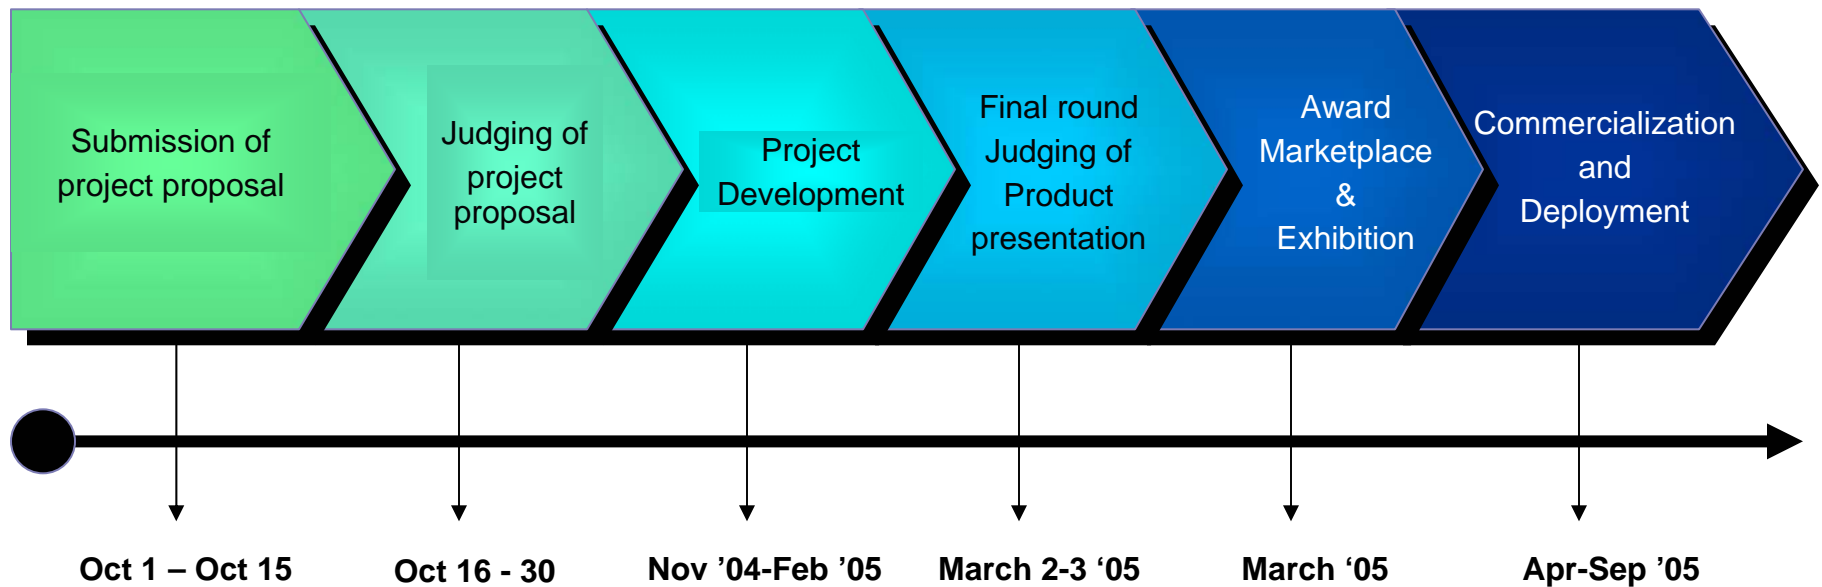 Submission of
project proposal
Judging of
project
proposal
Project
Development
Final round
Judging of
Product
presentation
Award
Marketplace
&
Exhibition
Commercialization
and
Deployment
Oct 1 – Oct 15
Oct 16 - 30
Nov ’04-Feb ’05
March 2-3 ‘05
March ‘05
Apr-Sep ’05